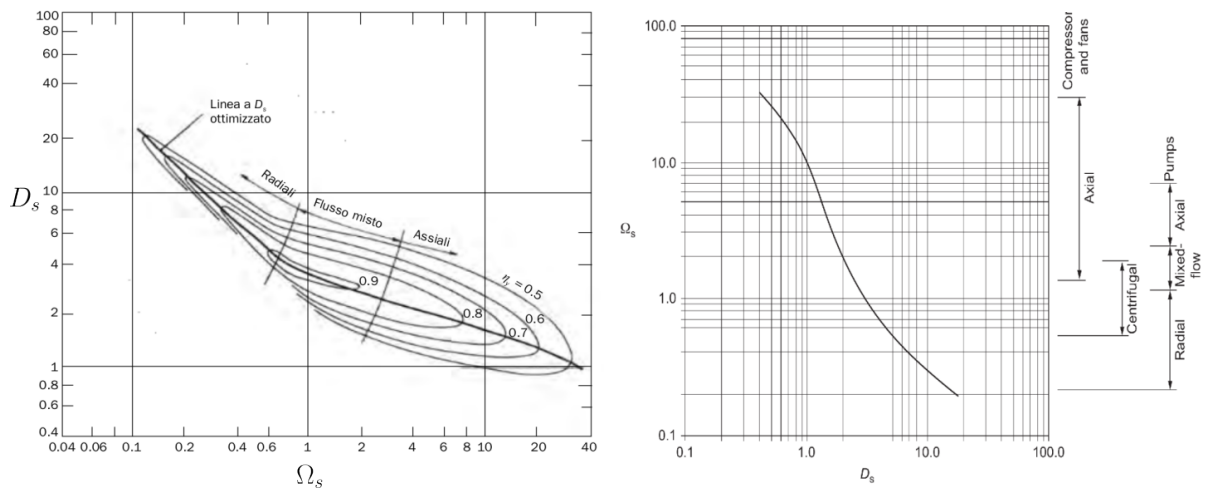 100
80
60
40
20
10
8
6
4
2
1
0.8
0.6
0.4
D_s
Linea a D_s
ottimizzato
Radiali
Flusso misto
Assiali
η_r = 0.5
0.6
0.7
0.8
0.9
0.04 0.06 0.1 0.2 0.4 0.6 1 2 4 6 8 10 20 40
Ω_s
100.0
10.0
1.0
0.1
Ω_s
0.1 1.0 10.0 100.0
D_s
Compressor
and fans
Axial
Centrifugal
Pumps
Axial
Mixed-
flow
Radial